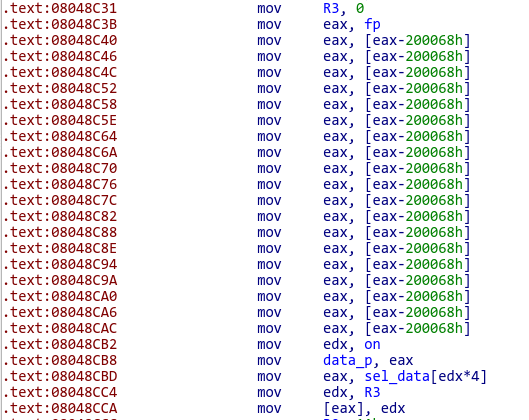 .text:08048C31 mov R3, 0
.text:08048C3B mov eax, fp
.text:08048C40 mov eax, [eax-200068h]
.text:08048C46 mov eax, [eax-200068h]
.text:08048C4C mov eax, [eax-200068h]
.text:08048C52 mov eax, [eax-200068h]
.text:08048C58 mov eax, [eax-200068h]
.text:08048C5E mov eax, [eax-200068h]
.text:08048C64 mov eax, [eax-200068h]
.text:08048C6A mov eax, [eax-200068h]
.text:08048C70 mov eax, [eax-200068h]
.text:08048C76 mov eax, [eax-200068h]
.text:08048C7C mov eax, [eax-200068h]
.text:08048C82 mov eax, [eax-200068h]
.text:08048C88 mov eax, [eax-200068h]
.text:08048C8E mov eax, [eax-200068h]
.text:08048C94 mov eax, [eax-200068h]
.text:08048C9A mov eax, [eax-200068h]
.text:08048CA0 mov eax, [eax-200068h]
.text:08048CA6 mov eax, [eax-200068h]
.text:08048CAC mov eax, [eax-200068h]
.text:08048CB2 mov edx, on
.text:08048CB8 mov data_p, eax
.text:08048CBD mov eax, sel_data[edx*4]
.text:08048CC4 mov edx, R3
.text:08048CCA mov [eax], edx